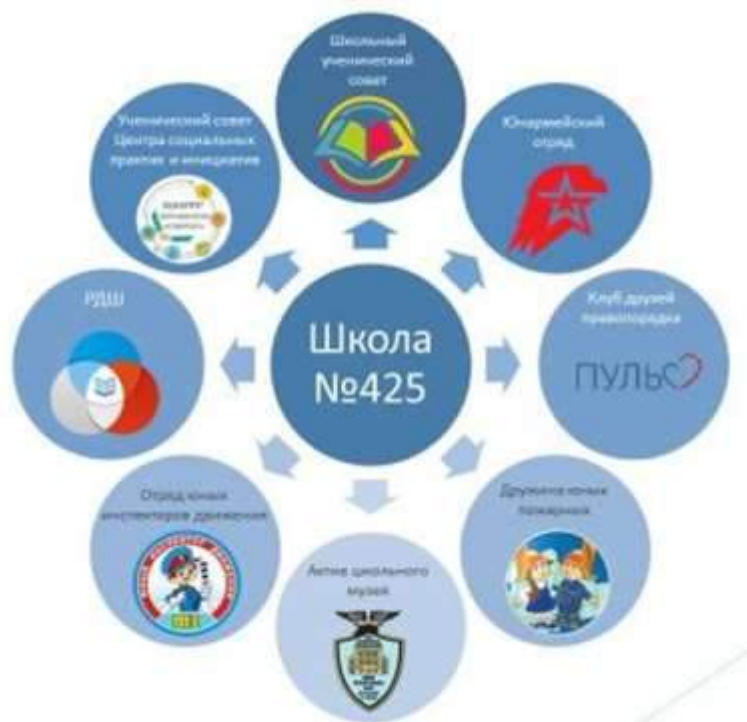 Школьный
ученический
совет
Юнармейский
отряд
Клуб друзей
правопорядка
ПУЛЬС
Дружина юных
пожарных
Актив школьного
музея
Отряд юных
инспекторов движения
РДШ
Ученический совет
Центра социальных
практик и инициатив
Школа
№425